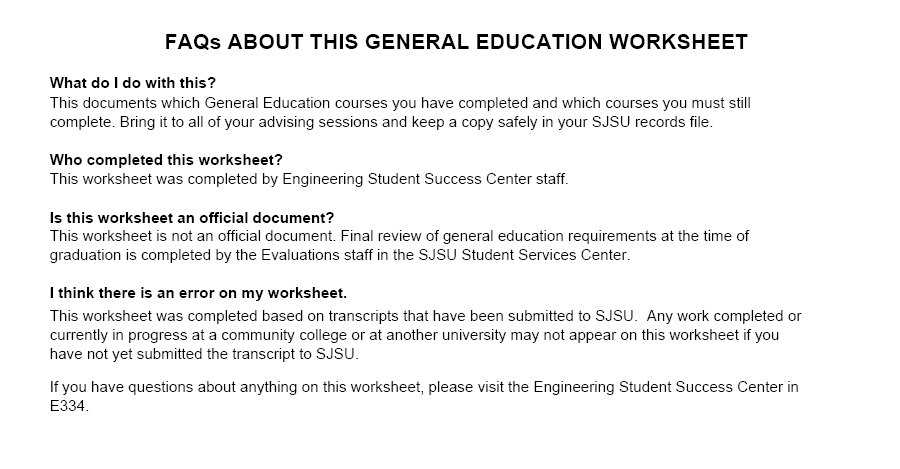 FAQs ABOUT THIS GENERAL EDUCATION WORKSHEET
What do I do with this?
This documents which General Education courses you have completed and which courses you must still
complete. Bring it to all of your advising sessions and keep a copy safely in your SJSU records file.
Who completed this worksheet?
This worksheet was completed by Engineering Student Success Center staff.
Is this worksheet an official document?
This worksheet is not an official document. Final review of general education requirements at the time of
graduation is completed by the Evaluations staff in the SJSU Student Services Center.
I think there is an error on my worksheet.
This worksheet was completed based on transcripts that have been submitted to SJSU.  Any work completed or
currently in progress at a community college or at another university may not appear on this worksheet if you
have not yet submitted the transcript to SJSU.
If you have questions about anything on this worksheet, please visit the Engineering Student Success Center in
E334.